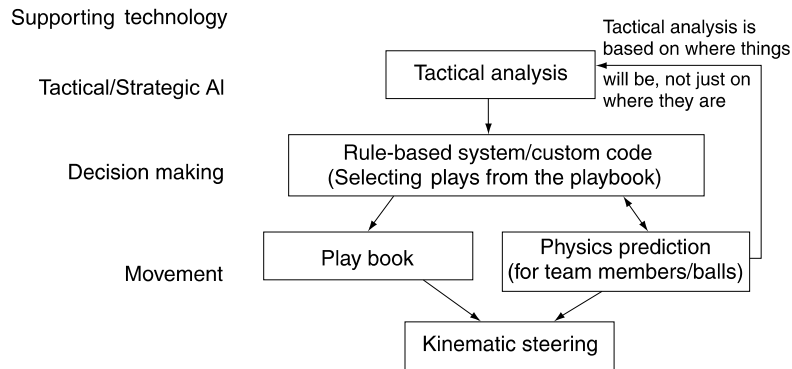 Supporting technology
Tactical analysis is
based on where things
will be, not just on
where they are
Tactical/Strategic AI
Tactical analysis
Decision making
Rule-based system/custom code
(Selecting plays from the playbook)
Movement
Play book
Physics prediction
(for team members/balls)
Kinematic steering